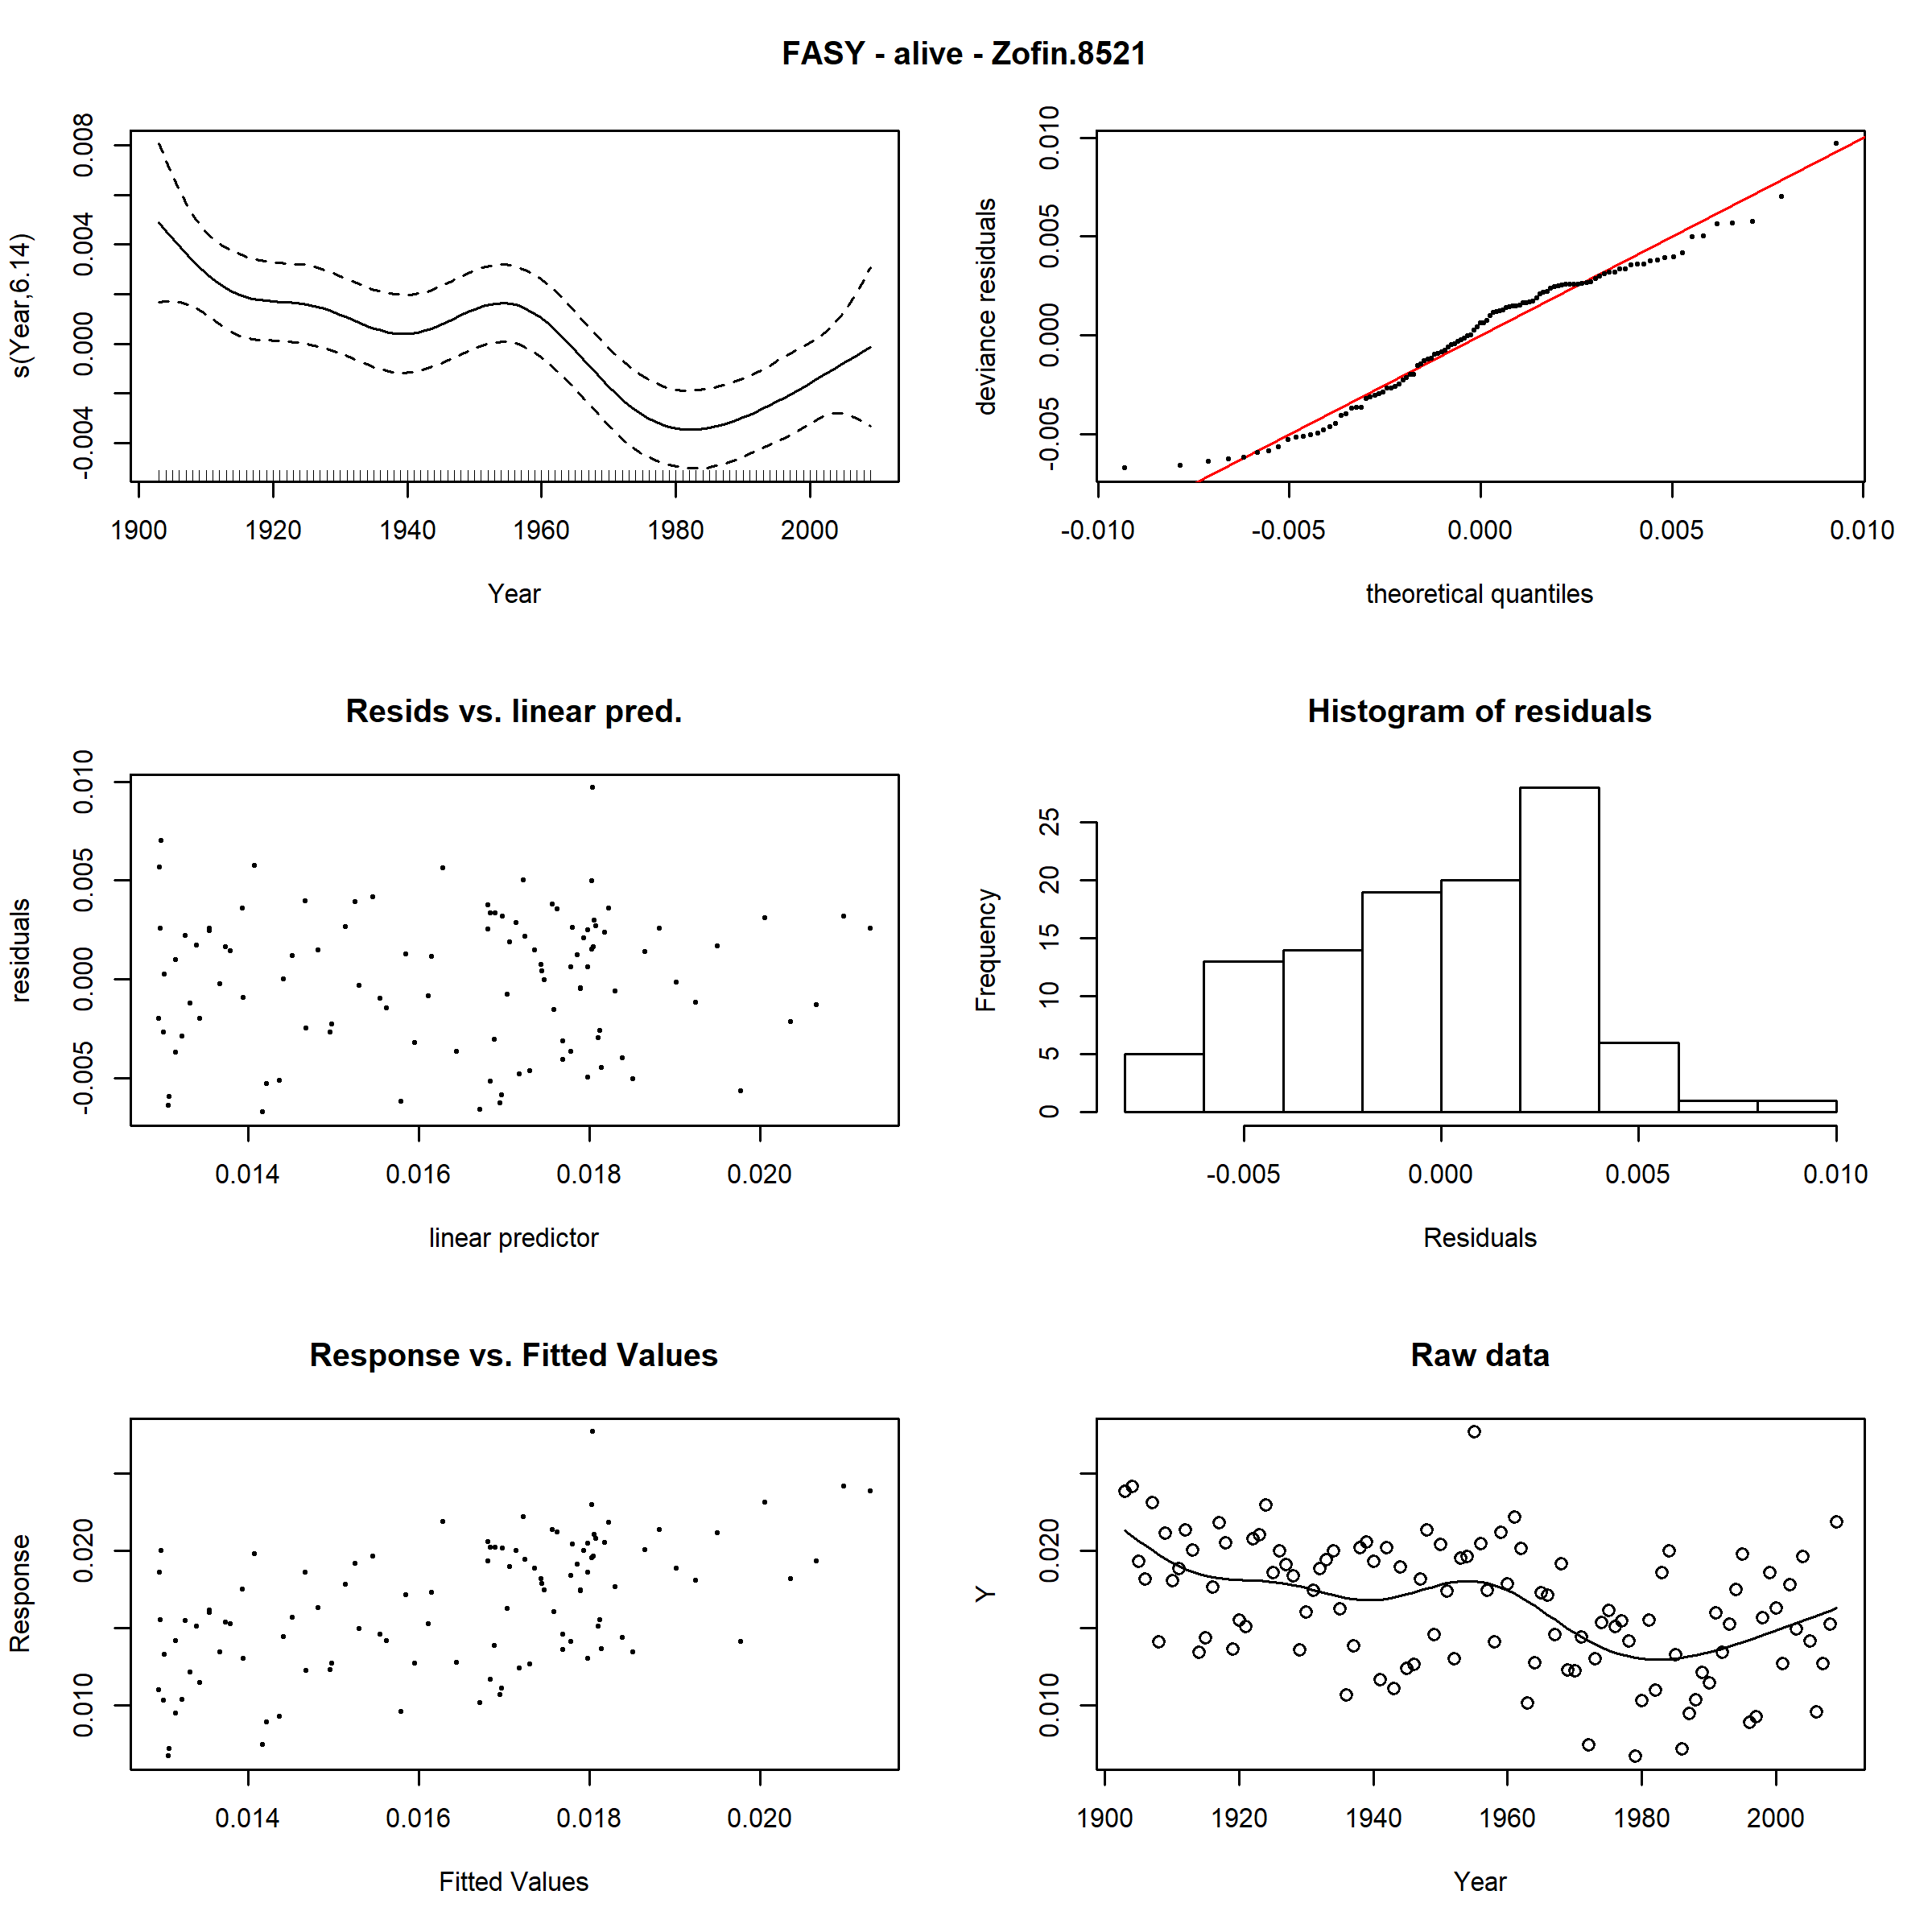 FASY - alive - Zofin.8521
s(Year,6.14)
-0.004 0.000 0.004 0.008
1900 1920 1940 1960 1980 2000
Year
deviance residuals
-0.005 0.000 0.005 0.010
-0.010 -0.005 0.000 0.005 0.010
theoretical quantiles
Resids vs. linear pred.
residuals
-0.005 0.000 0.005 0.010
0.014 0.016 0.018 0.020
linear predictor
Histogram of residuals
Frequency
0 5 10 15 20 25
-0.005 0.000 0.005 0.010
Residuals
Response vs. Fitted Values
Response
0.010 0.020
0.014 0.016 0.018 0.020
Fitted Values
Raw data
Y
0.010 0.020
1900 1920 1940 1960 1980 2000
Year